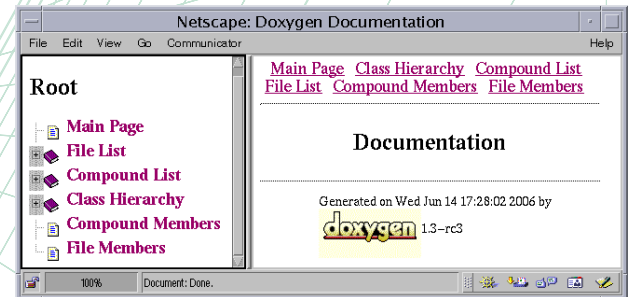 Netscape: Doxygen Documentation
File Edit View Go Communicator Help
Root
Main Page
File List
Compound List
Class Hierarchy
Compound Members
File Members
Main Page Class Hierarchy Compound List
File List Compound Members File Members
Documentation
Generated on Wed Jun 14 17:28:02 2006 by
doxygen 1.3-rc3
100% Document: Done.